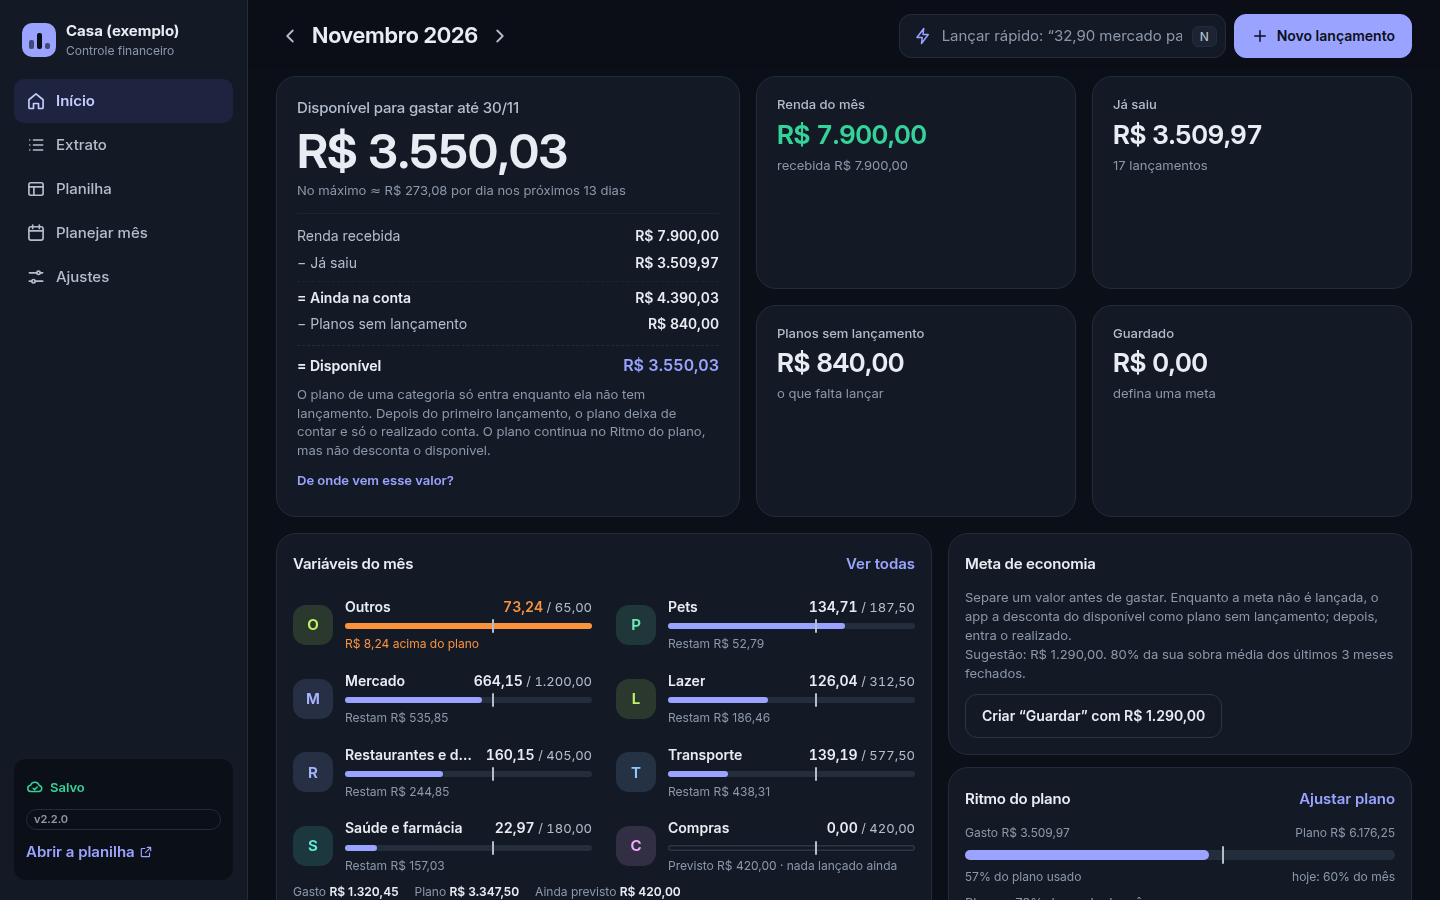 Casa (exemplo)
Controle financeiro
Início
Extrato
Planilha
Planejar mês
Ajustes
Salvo
v2.2.0
Abrir a planilha
Novembro 2026
Lançar rápido: “32,90 mercado pa
N
Novo lançamento
Disponível para gastar até 30/11
R$ 3.550,03
No máximo ≈ R$ 273,08 por dia nos próximos 13 dias
Renda recebida R$ 7.900,00
− Já saiu R$ 3.509,97
= Ainda na conta R$ 4.390,03
− Planos sem lançamento R$ 840,00
= Disponível R$ 3.550,03
O plano de uma categoria só entra enquanto ela não tem
lançamento. Depois do primeiro lançamento, o plano deixa de
contar e só o realizado conta. O plano continua no Ritmo do plano,
mas não desconta o disponível.
De onde vem esse valor?
Renda do mês
R$ 7.900,00
recebida R$ 7.900,00
Já saiu
R$ 3.509,97
17 lançamentos
Planos sem lançamento
R$ 840,00
o que falta lançar
Guardado
R$ 0,00
defina uma meta
Variáveis do mês
Ver todas
O
Outros 73,24 / 65,00
R$ 8,24 acima do plano
P
Pets 134,71 / 187,50
Restam R$ 52,79
M
Mercado 664,15 / 1.200,00
Restam R$ 535,85
L
Lazer 126,04 / 312,50
Restam R$ 186,46
R
Restaurantes e d... 160,15 / 405,00
Restam R$ 244,85
T
Transporte 139,19 / 577,50
Restam R$ 438,31
S
Saúde e farmácia 22,97 / 180,00
Restam R$ 157,03
C
Compras 0,00 / 420,00
Previsto R$ 420,00 · nada lançado ainda
Gasto R$ 1.320,45 Plano R$ 3.347,50 Ainda previsto R$ 420,00
Meta de economia
Separe um valor antes de gastar. Enquanto a meta não é lançada, o
app a desconta do disponível como plano sem lançamento; depois,
entra o realizado.
Sugestão: R$ 1.290,00. 80% da sua sobra média dos últimos 3 meses
fechados.
Criar “Guardar” com R$ 1.290,00
Ritmo do plano
Ajustar plano
Gasto R$ 3.509,97 Plano R$ 6.176,25
57% do plano usado hoje: 60% do mês